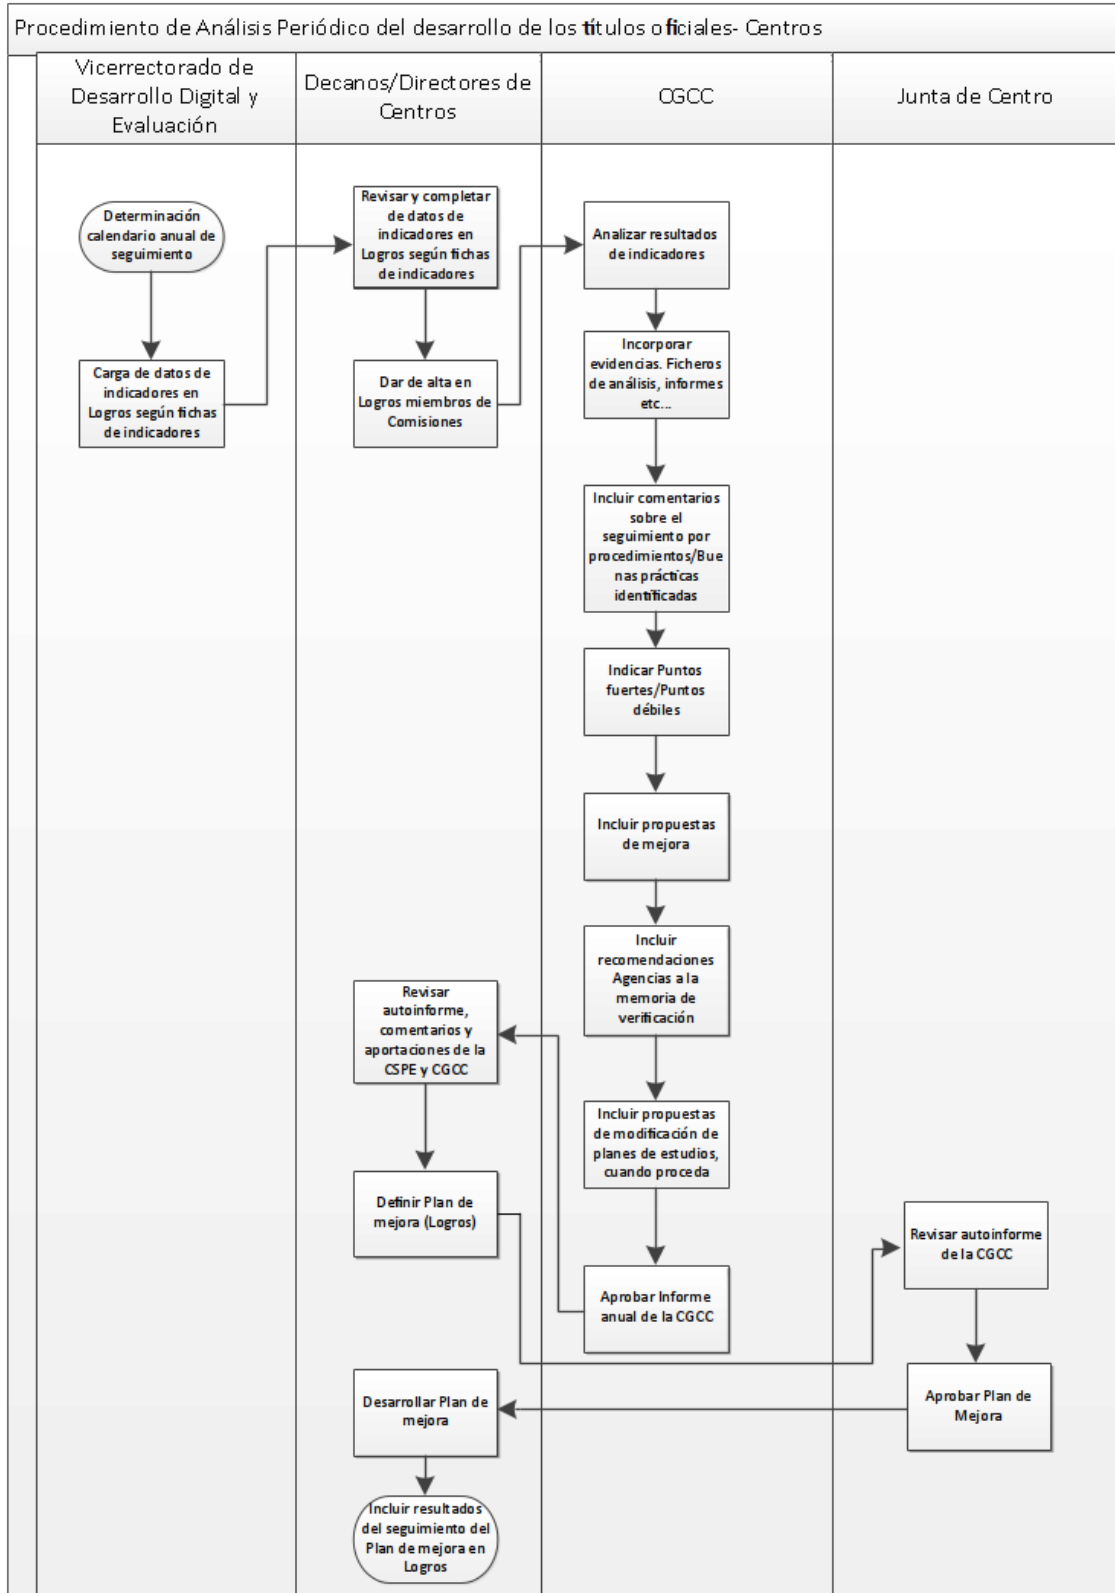 Procedimiento de Análisis Periódico del desarrollo de los títulos oficiales- Centros
Vicerrectorado de
Desarrollo Digital y
Evaluación
Decanos/Directores de
Centros
CGCC
Junta de Centro
Determinación
calendario anual de
seguimiento
Carga de datos de
indicadores en
Logros según fichas
de indicadores
Revisar y completar
de datos de
indicadores en
Logros según fichas
de indicadores
Dar de alta en
Logros miembros de
Comisiones
Analizar resultados
de indicadores
Incorporar
evidencias. Ficheros
de análisis, informes
etc...
Incluir comentarios
sobre el
seguimiento por
procedimientos/Bue
nas prácticas
identificadas
Indicar Puntos
fuertes/Puntos
débiles
Incluir propuestas
de mejora
Incluir
recomendaciones
Agencias a la
memoria de
verificación
Incluir propuestas
de modificación de
planes de estudios,
cuando proceda
Aprobar Informe
anual de la CGCC
Revisar
autoinforme,
comentarios y
aportaciones de la
CSPE y CGCC
Definir Plan de
mejora (Logros)
Revisar autoinforme
de la CGCC
Aprobar Plan de
Mejora
Desarrollar Plan de
mejora
Incluir resultados
del seguimiento del
Plan de mejora en
Logros